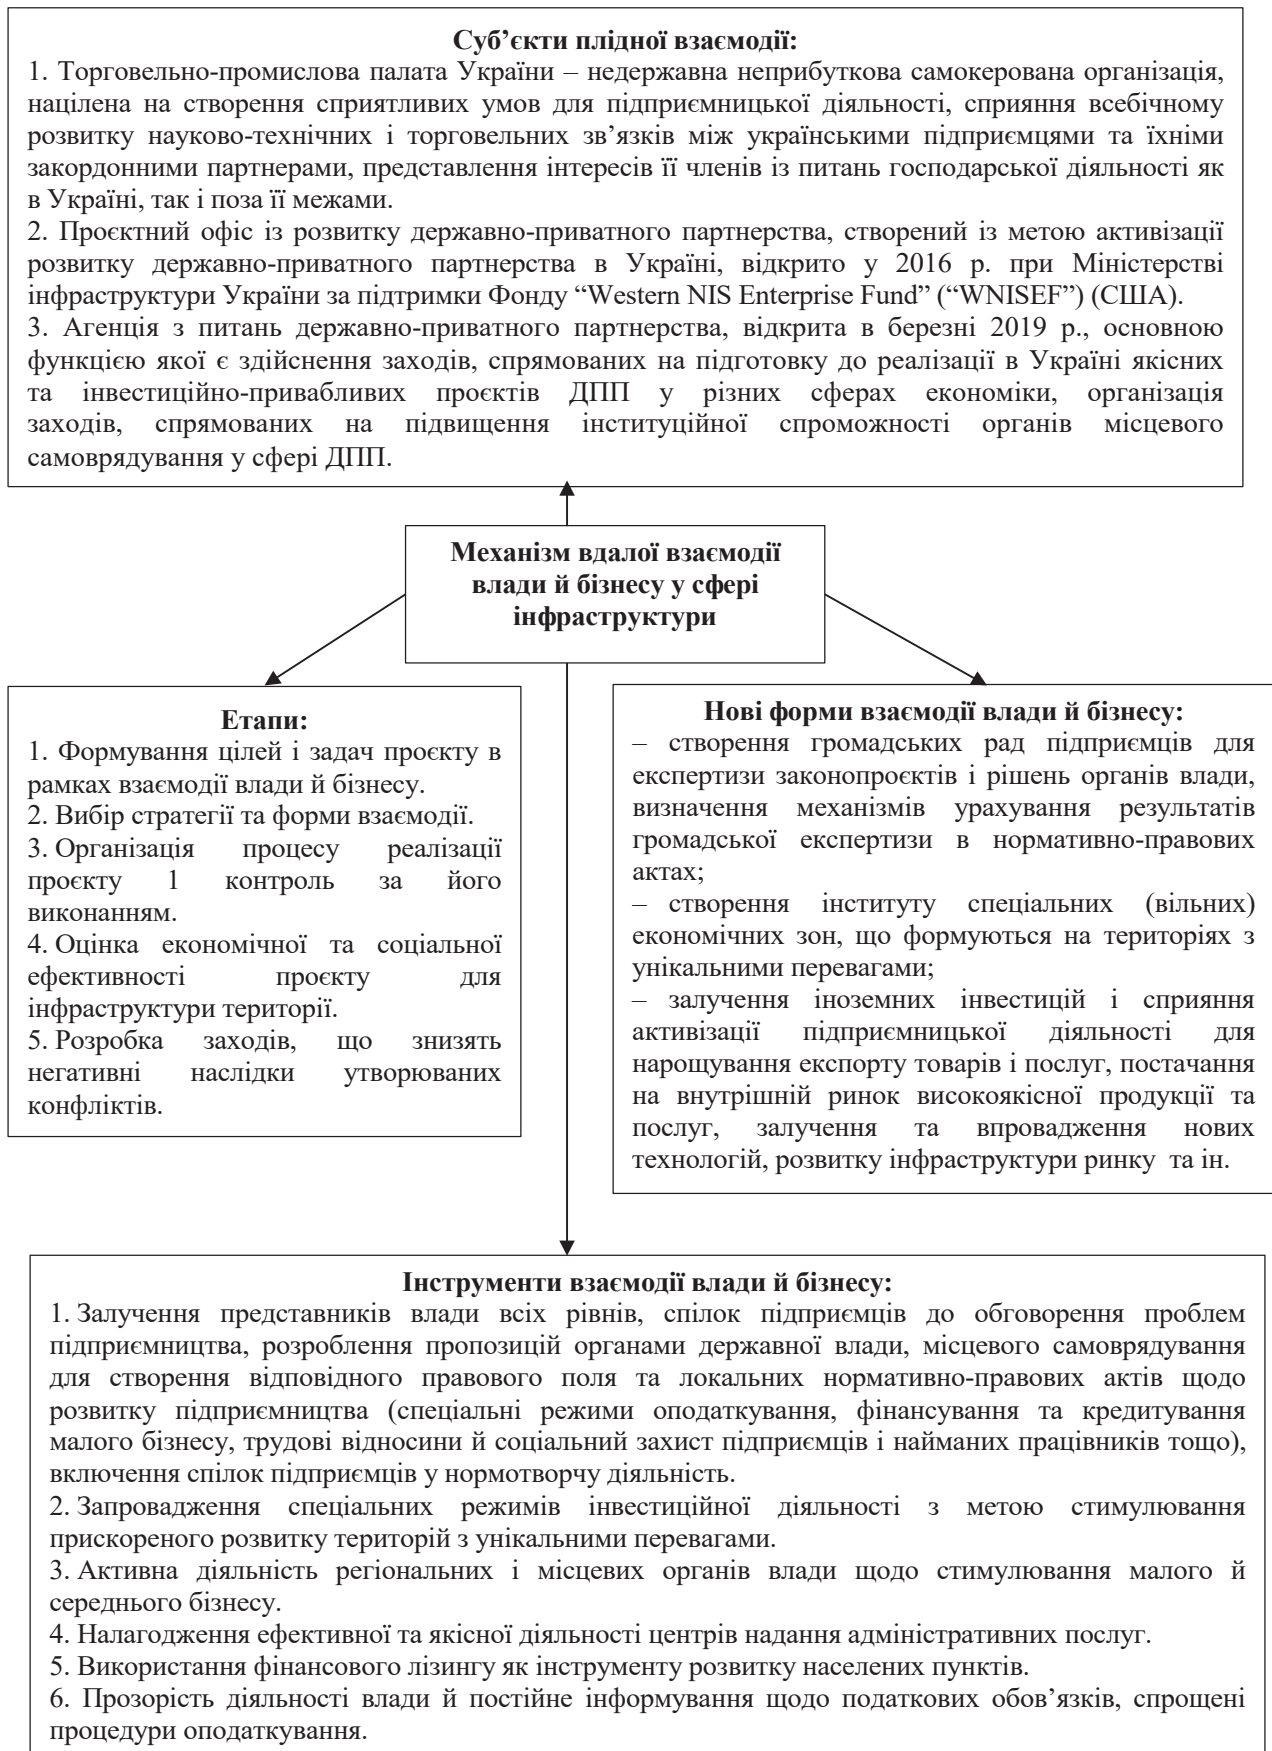 Суб’єкти плідної взаємодії:
1. Торговельно-промислова палата України – недержавна неприбуткова самокерована організація,
націлена на створення сприятливих умов для підприємницької діяльності, сприяння всебічному
розвитку науково-технічних і торговельних зв’язків між українськими підприємцями та їхніми
закордонними партнерами, представлення інтересів її членів із питань господарської діяльності як
в Україні, так і поза її межами.
2. Проєктний офіс із розвитку державно-приватного партнерства, створений із метою активізації
розвитку державно-приватного партнерства в Україні, відкрито у 2016 р. при Міністерстві
інфраструктури України за підтримки Фонду “Western NIS Enterprise Fund” (“WNISEF”) (США).
3. Агенція з питань державно-приватного партнерства, відкрита в березні 2019 р., основною
функцією якої є здійснення заходів, спрямованих на підготовку до реалізації в Україні якісних
та інвестиційно-привабливих проєктів ДПП у різних сферах економіки, організація
заходів, спрямованих на підвищення інституційної спроможності органів місцевого
самоврядування у сфері ДПП.
Механізм вдалої взаємодії
влади й бізнесу у сфері
інфраструктури
Етапи:
1. Формування цілей і задач проєкту в
рамках взаємодії влади й бізнесу.
2. Вибір стратегії та форми взаємодії.
3. Організація процесу реалізації
проєкту 1 контроль за його
виконанням.
4. Оцінка економічної та соціальної
ефективності проєкту для
інфраструктури території.
5. Розробка заходів, що знизять
негативні наслідки утворюваних
конфліктів.
Нові форми взаємодії влади й бізнесу:
– створення громадських рад підприємців для
експертизи законопроєктів і рішень органів влади,
визначення механізмів урахування результатів
громадської експертизи в нормативно-правових
актах;
– створення інституту спеціальних (вільних)
економічних зон, що формуються на територіях з
унікальними перевагами;
– залучення іноземних інвестицій і сприяння
активізації підприємницької діяльності для
нарощування експорту товарів і послуг, постачання
на внутрішній ринок високоякісної продукції та
послуг, залучення та впровадження нових
технологій, розвитку інфраструктури ринку та ін.
Інструменти взаємодії влади й бізнесу:
1. Залучення представників влади всіх рівнів, спілок підприємців до обговорення проблем
підприємництва, розроблення пропозицій органами державної влади, місцевого самоврядування
для створення відповідного правового поля та локальних нормативно-правових актів щодо
розвитку підприємництва (спеціальні режими оподаткування, фінансування та кредитування
малого бізнесу, трудові відносини й соціальний захист підприємців і найманих працівників тощо),
включення спілок підприємців у нормотворчу діяльність.
2. Запровадження спеціальних режимів інвестиційної діяльності з метою стимулювання
прискореного розвитку територій з унікальними перевагами.
3. Активна діяльність регіональних і місцевих органів влади щодо стимулювання малого й
середнього бізнесу.
4. Налагодження ефективної та якісної діяльності центрів надання адміністративних послуг.
5. Використання фінансового лізингу як інструменту розвитку населених пунктів.
6. Прозорість діяльності влади й постійне інформування щодо податкових обов’язків, спрощені
процедури оподаткування.